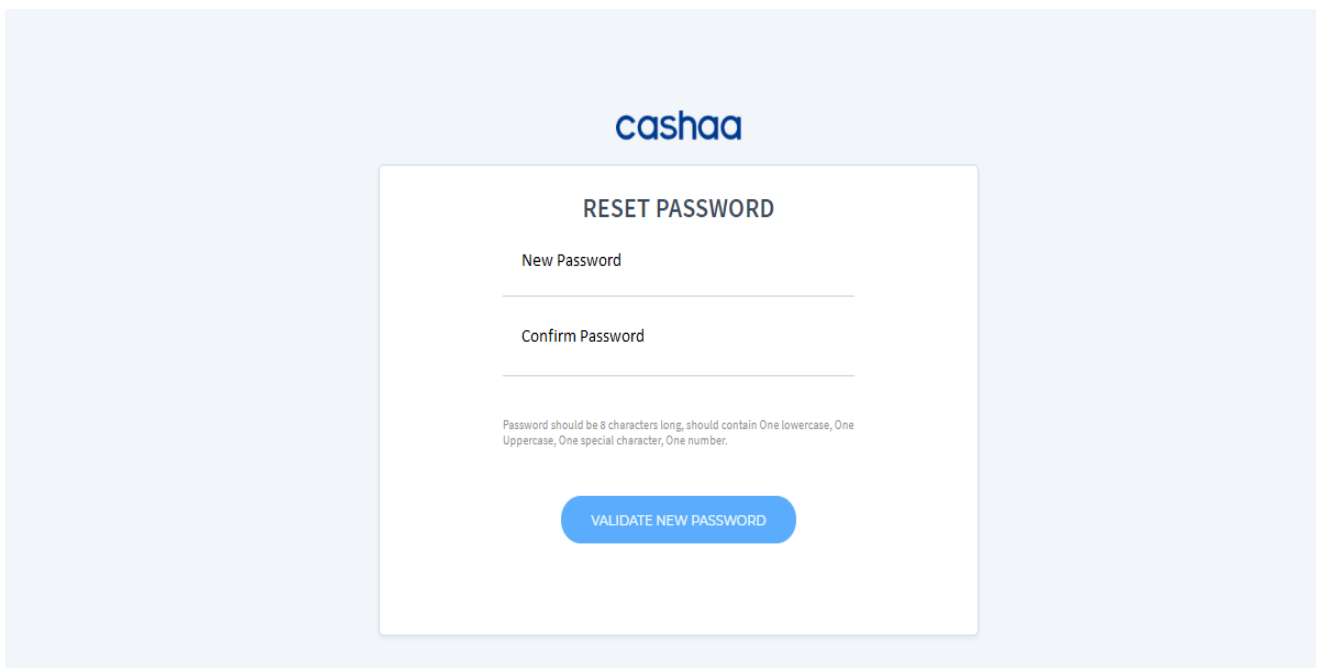 cashaa
RESET PASSWORD
New Password
Confirm Password
Password should be 8 characters long, should contain One lowercase, One
Uppercase, One special character, One number.
VALIDATE NEW PASSWORD